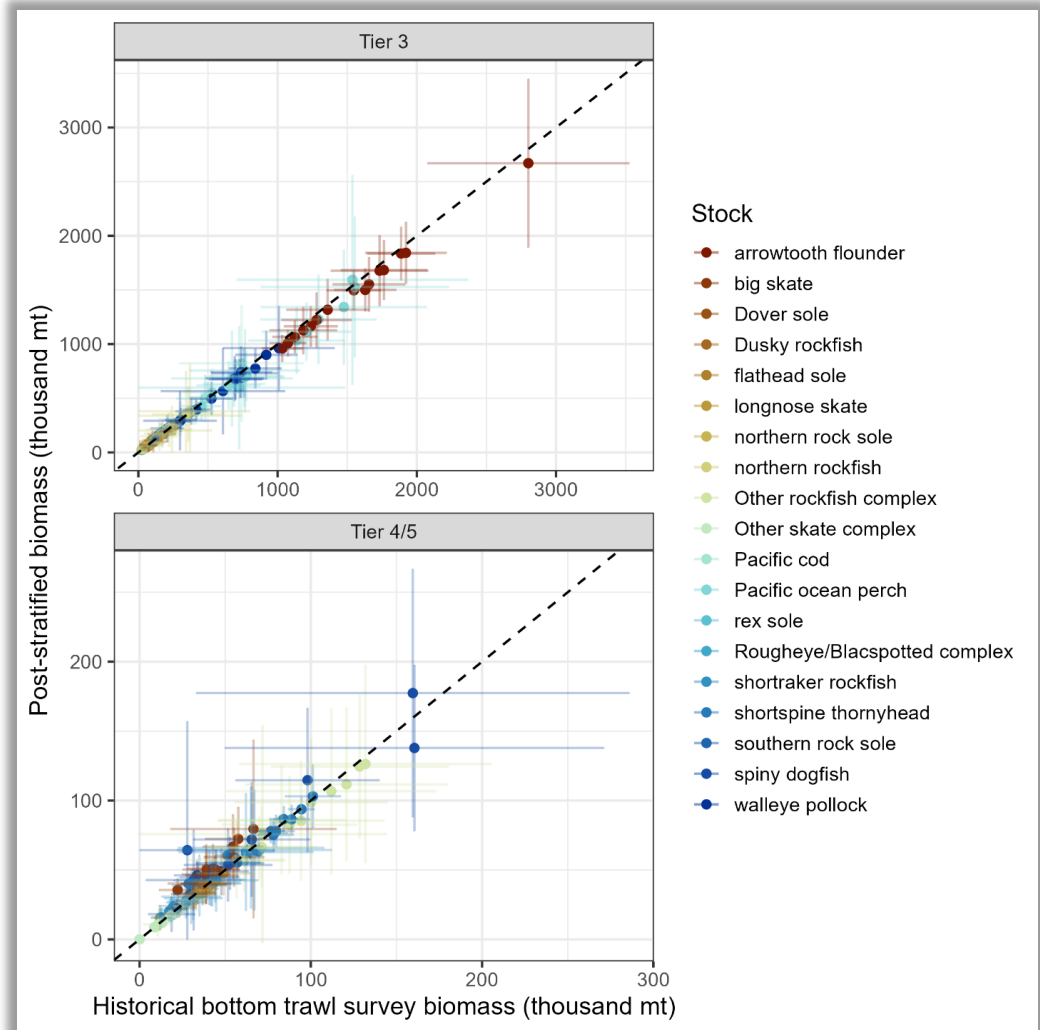 Tier 3
3000
2000
1000
0
0 1000 2000 3000
Tier 4/5
200
100
0
0 100 200 300
Historical bottom trawl survey biomass (thousand mt)
Post-stratified biomass (thousand mt)
Stock
arrowtooth flounder
big skate
Dover sole
Dusky rockfish
flathead sole
longnose skate
northern rock sole
northern rockfish
Other rockfish complex
Other skate complex
Pacific cod
Pacific ocean perch
rex sole
Rougheye/Blacspotted complex
shortraker rockfish
shortspine thornyhead
southern rock sole
spiny dogfish
walleye pollock